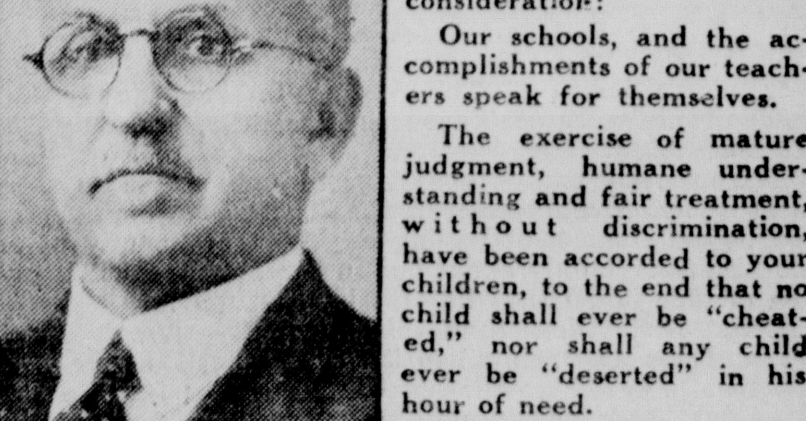 consideration:
Our schools, and the ac-
complishments of our teach-
ers speak for themselves.
The exercise of mature
judgment, humane under-
standing and fair treatment,
without discrimination,
have been accorded to your
children, to the end that no
child shall ever be "cheat-
ed," nor shall any child
ever be "deserted" in his
hour of need.